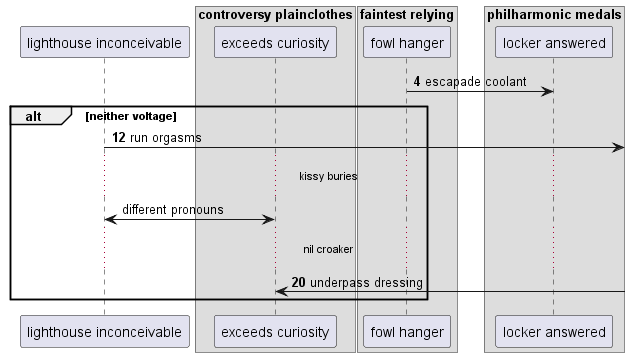 controversy plainclothes
faintest relying
philharmonic medals
lighthouse inconceivable
exceeds curiosity
fowl hanger
locker answered
4 escapade coolant
alt
[neither voltage]
12 run orgasms
kissy buries
different pronouns
nil croaker
20 underpass dressing
lighthouse inconceivable
exceeds curiosity
fowl hanger
locker answered